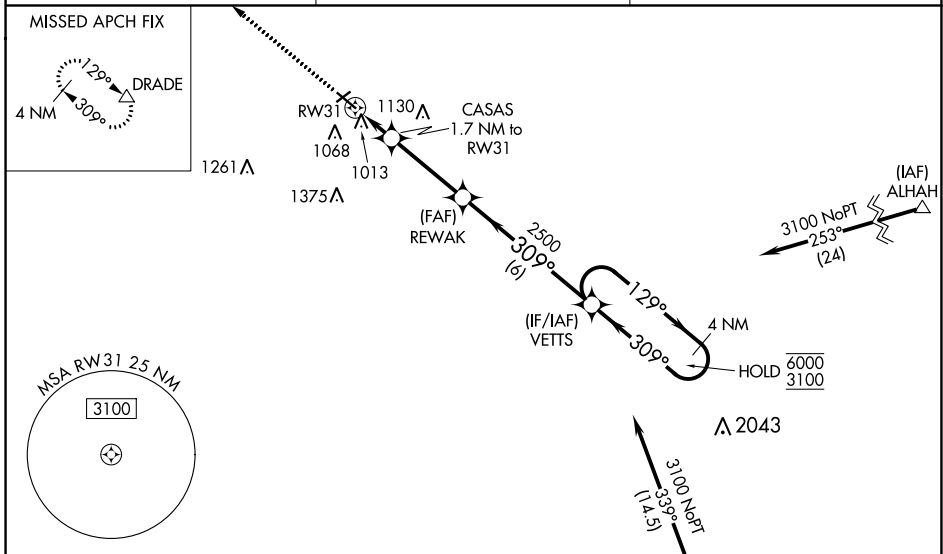 MISSED APCH FIX
129°
DRADE
4 NM
309°
RW31
1130
CASAS
1.7 NM to
RW31
1068
1013
1261
1375
(FAF)
REWAK
(IAF)
ALHAH
3100 NoPT
253°
(24)
2500
309°
(6)
(IF/IAF)
VETTS
129°
4 NM
309°
HOLD
6000
3100
MSA RW31 25 NM
3100
2043
3100 NoPT
339°
(14.5)